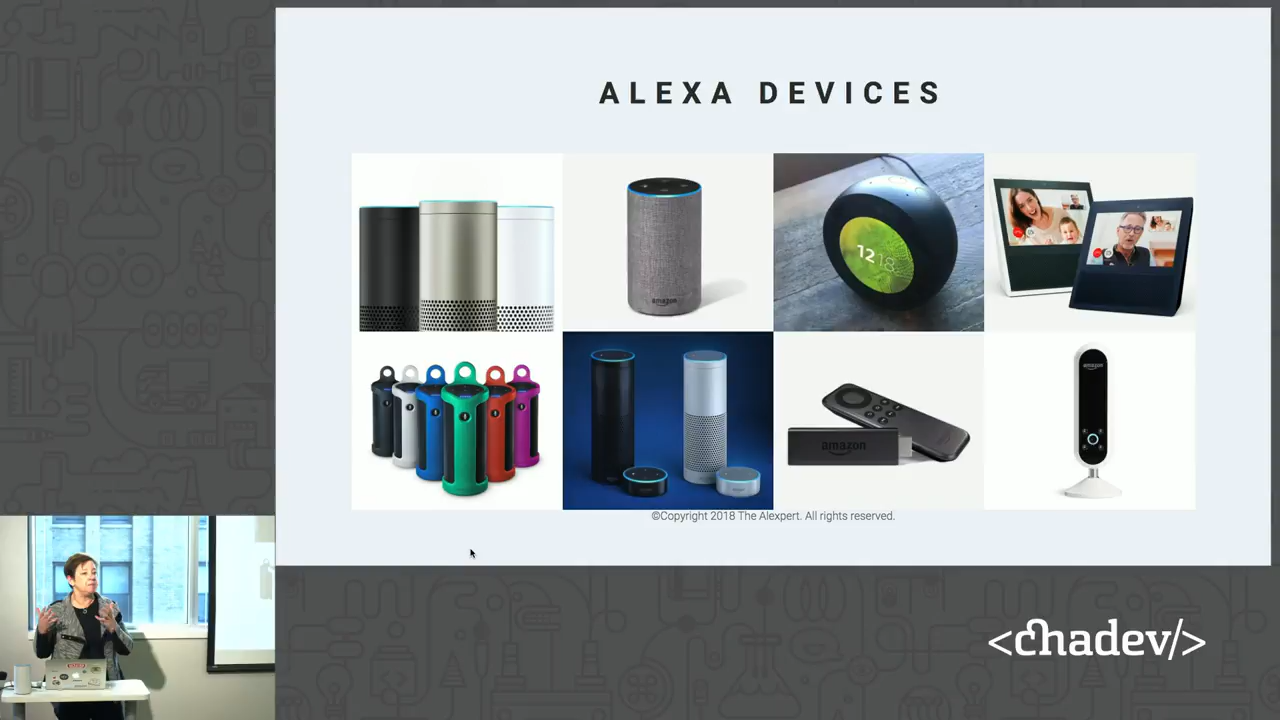 ALEXA DEVICES
amazon
12 18
amazon
amazon
©Copyright 2018 The Alexpert. All rights reserved.
<chadev/>